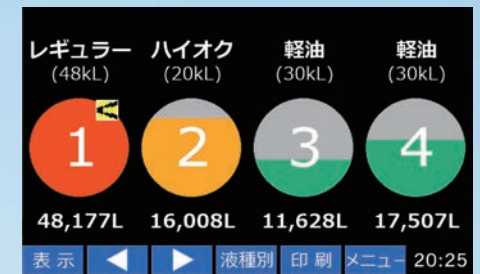 レギュラー ハイオク 軽油 軽油
(48kL) (20kL) (30kL) (30kL)
1 2 3 4
48,177L 16,008L 11,628L 17,507L
表示 ◀ ▶ 液種別 印刷 メニュー 20:25